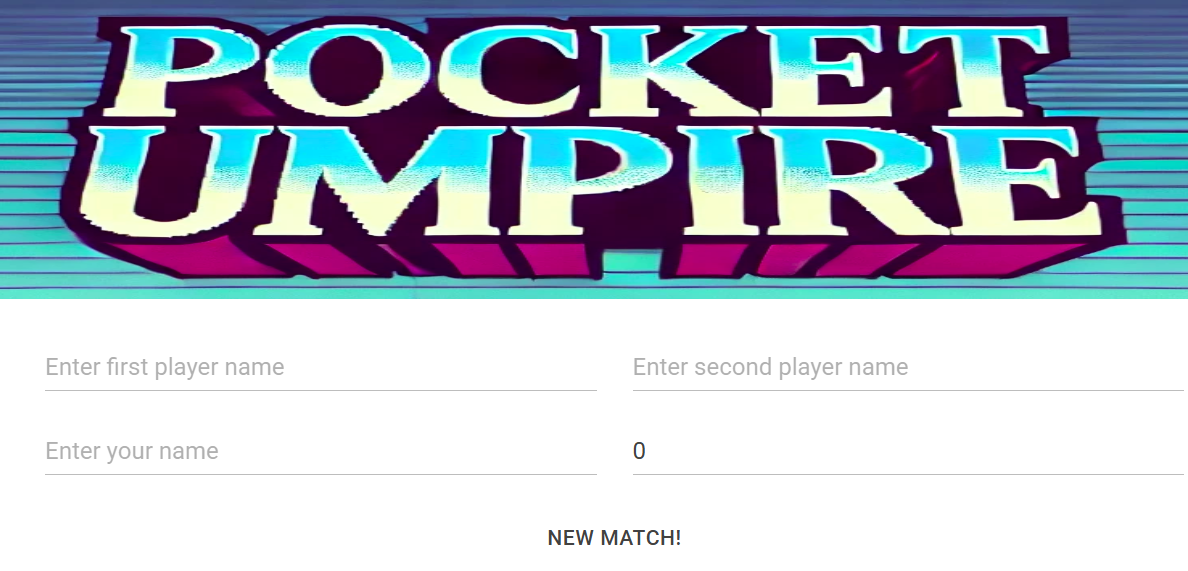 POCKET
UMPIRE
Enter first player name
Enter second player name
Enter your name
0
NEW MATCH!